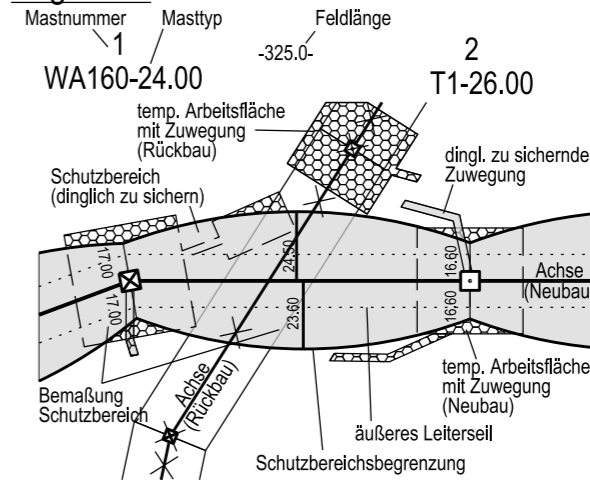 Mastnummer
Masttyp
Feldlänge
1
-325.0-
2
WA160-24.00
T1-26.00
temp. Arbeitsfläche
mit Zuwegung
(Rückbau)
dingl. zu sichernde
Zuwegung
Schutzbereich
(dinglich zu sichern)
17.00
17.00
24.50
23.60
16.60
16.60
Achse
(Neubau
Achse
(Rückbau)
Bemaßung
Schutzbereich
temp. Arbeitsfläche
mit Zuwegung
(Neubau)
äußeres Leiterseil
Schutzbereichsbegrenzung